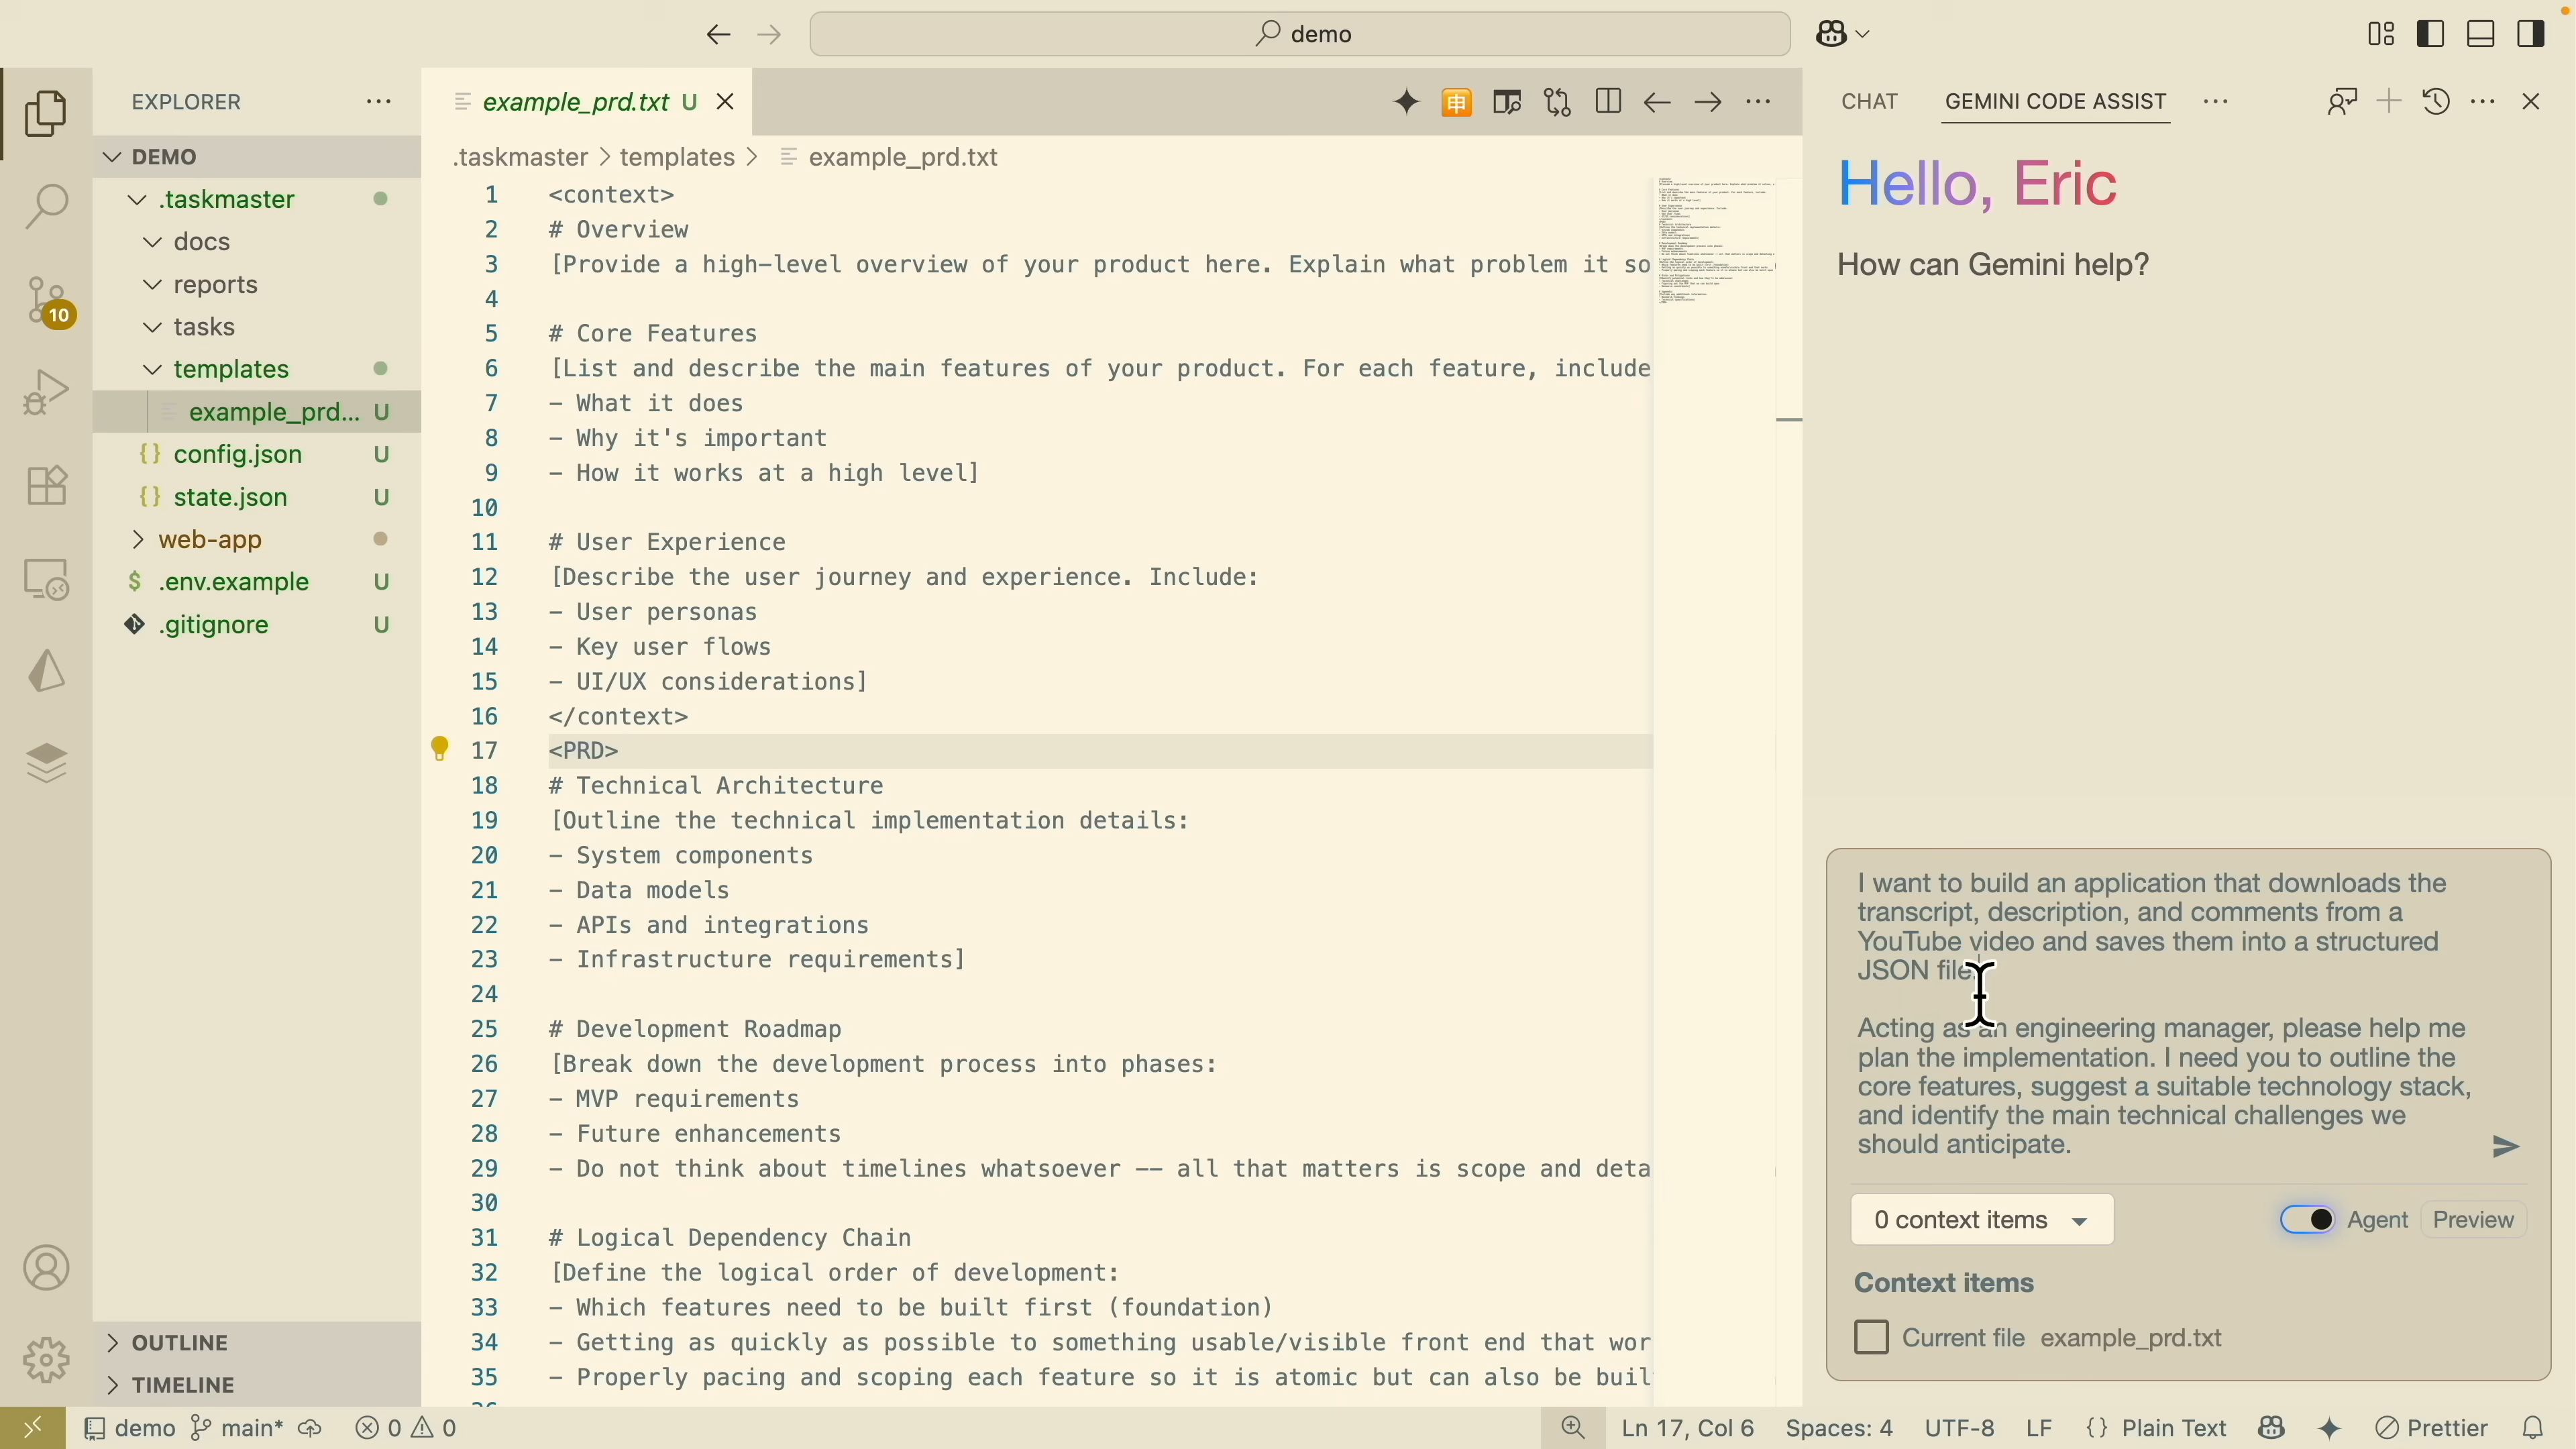 demo
EXPLORER
DEMO
.taskmaster
docs
reports
tasks
templates
example_prd... U
config.json U
state.json U
web-app
.env.example U
.gitignore U
OUTLINE
TIMELINE
example_prd.txt U
.taskmaster > templates > example_prd.txt
1 <context>
2 # Overview
3 [Provide a high-level overview of your product here. Explain what problem it so
4
5 # Core Features
6 [List and describe the main features of your product. For each feature, include
7 - What it does
8 - Why it's important
9 - How it works at a high level]
10
11 # User Experience
12 [Describe the user journey and experience. Include:
13 - User personas
14 - Key user flows
15 - UI/UX considerations]
16 </context>
17 <PRD>
18 # Technical Architecture
19 [Outline the technical implementation details:
20 - System components
21 - Data models
22 - APIs and integrations
23 - Infrastructure requirements]
24
25 # Development Roadmap
26 [Break down the development process into phases:
27 - MVP requirements
28 - Future enhancements
29 - Do not think about timelines whatsoever -- all that matters is scope and deta
30
31 # Logical Dependency Chain
32 [Define the logical order of development:
33 - Which features need to be built first (foundation)
34 - Getting as quickly as possible to something usable/visible front end that wor
35 - Properly pacing and scoping each feature so it is atomic but can also be buil
CHAT GEMINI CODE ASSIST
Hello, Eric
How can Gemini help?
I want to build an application that downloads the
transcript, description, and comments from a
YouTube video and saves them into a structured
JSON file
Acting as an engineering manager, please help me
plan the implementation. I need you to outline the
core features, suggest a suitable technology stack,
and identify the main technical challenges we
should anticipate.
0 context items Agent Preview
Context items
Current file example_prd.txt
10
demo main* 0 0 Ln 17, Col 6 Spaces: 4 UTF-8 LF {} Plain Text Prettier